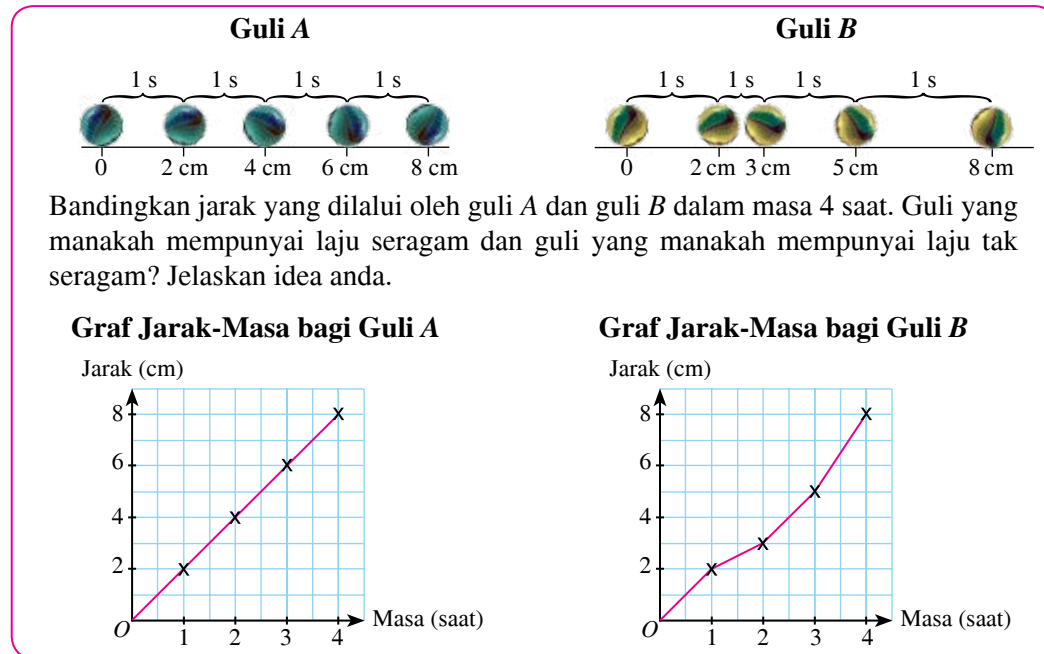 Guli A
Guli B
1 s 1 s 1 s 1 s
1 s 1 s 1 s 1 s
0 2 cm 4 cm 6 cm 8 cm
0 2 cm 3 cm 5 cm 8 cm
Bandingkan jarak yang dilalui oleh guli A dan guli B dalam masa 4 saat. Guli yang
manakah mempunyai laju seragam dan guli yang manakah mempunyai laju tak
seragam? Jelaskan idea anda.
Graf Jarak-Masa bagi Guli A
Jarak (cm)
8
6
4
2
O 1 2 3 4 Masa (saat)
Graf Jarak-Masa bagi Guli B
Jarak (cm)
8
6
4
2
O 1 2 3 4 Masa (saat)